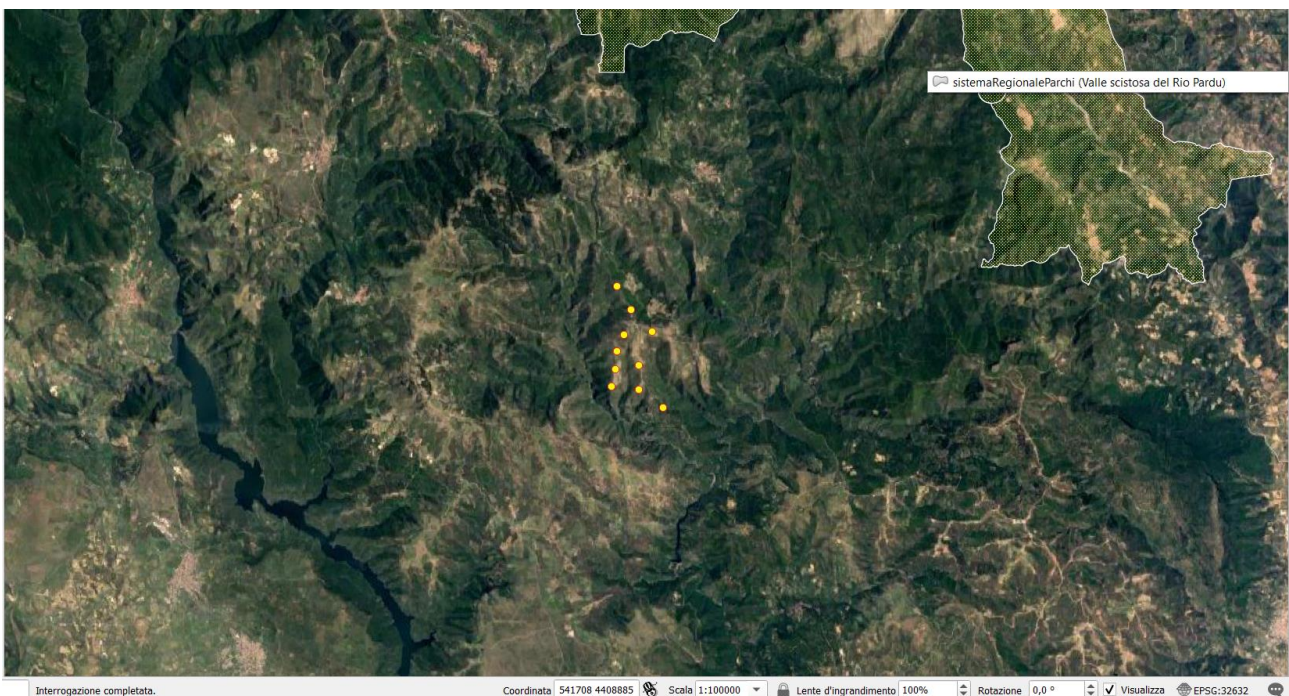 sistemaRegionaleParchi (Valle scistosa del Rio Pardu)
Interrogazione completata. Coordinata 541708 4408885 Scala 1:100000 Lente d'ingrandimento 100% Rotazione 0,0 ° Visualizza EPSG:32632